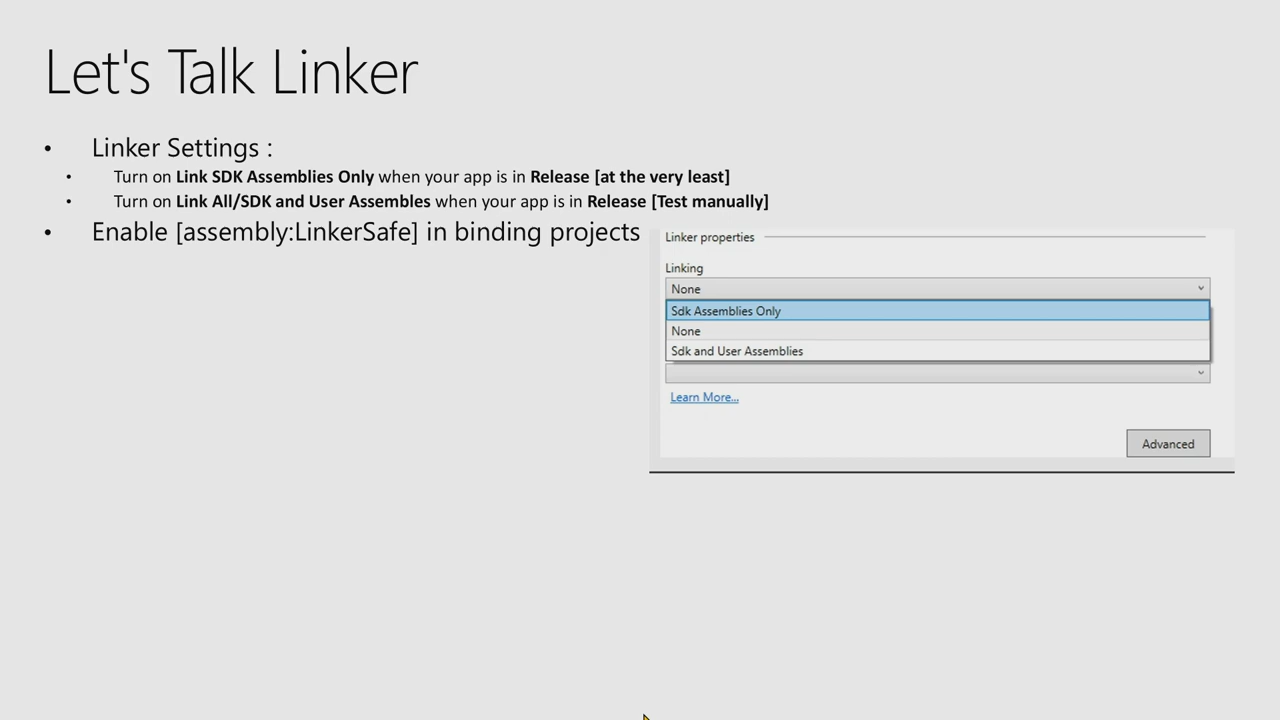 Let's Talk Linker
• Linker Settings :
• Turn on Link SDK Assemblies Only when your app is in Release [at the very least]
• Turn on Link All/SDK and User Assembles when your app is in Release [Test manually]
• Enable [assembly:LinkerSafe] in binding projects
Linker properties
Linking
None
Sdk Assemblies Only
None
Sdk and User Assemblies
Learn More...
Advanced